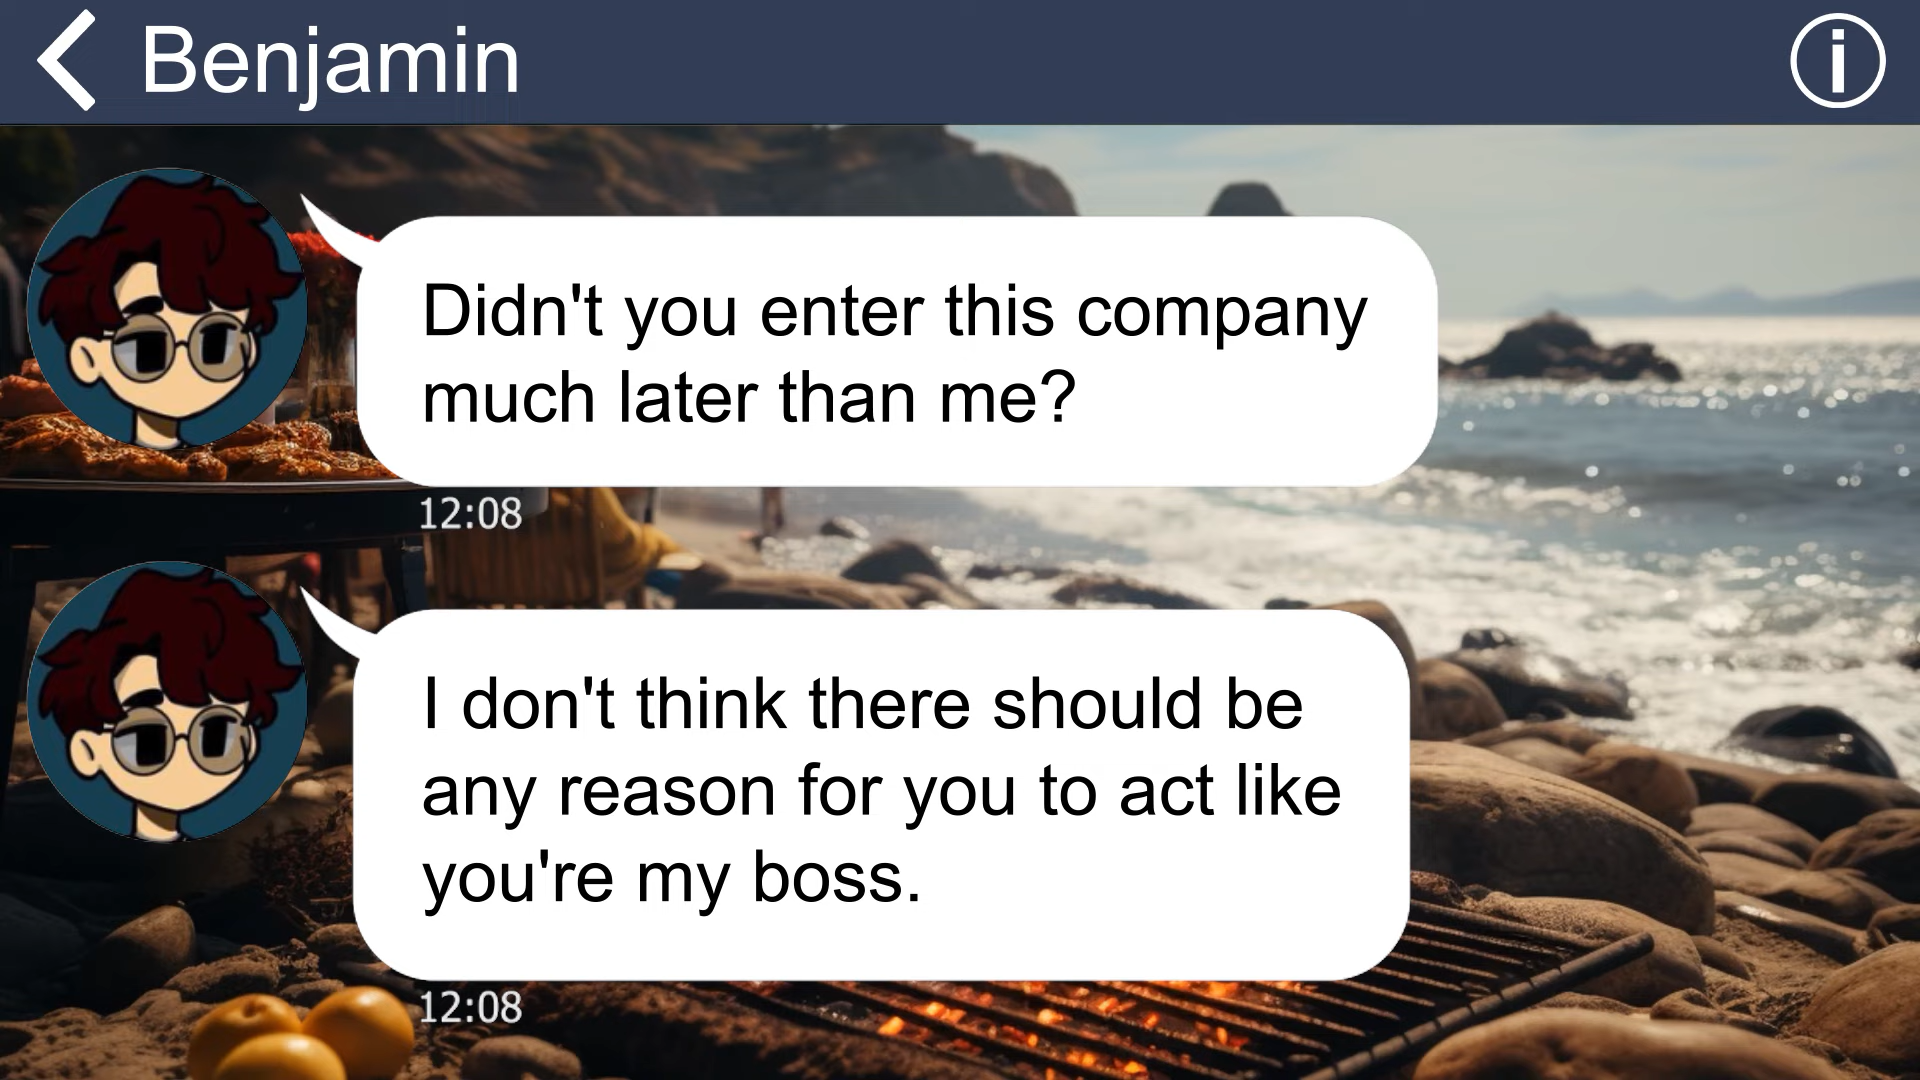 Benjamin
Didn't you enter this company
much later than me?
12:08
I don't think there should be
any reason for you to act like
you're my boss.
12:08